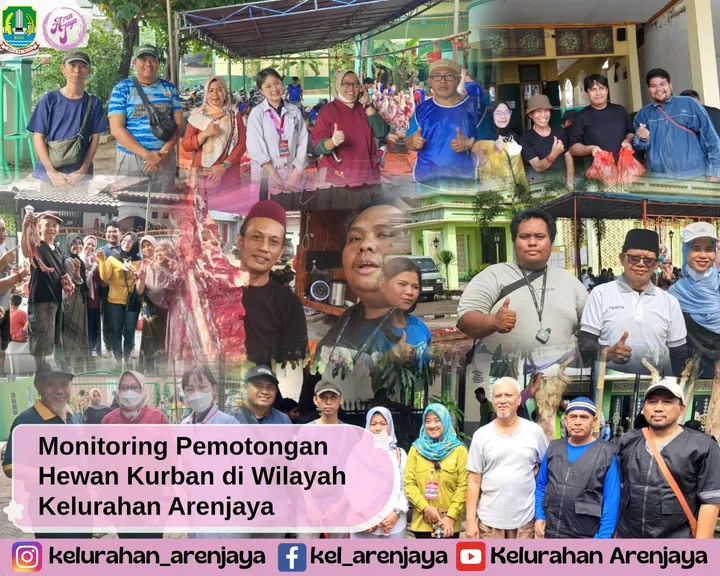 Monitoring Pemotongan
Hewan Kurban di Wilayah
Kelurahan Arenjaya
kelurahan_arenjaya
kel_arenjaya
Kelurahan Arenjaya